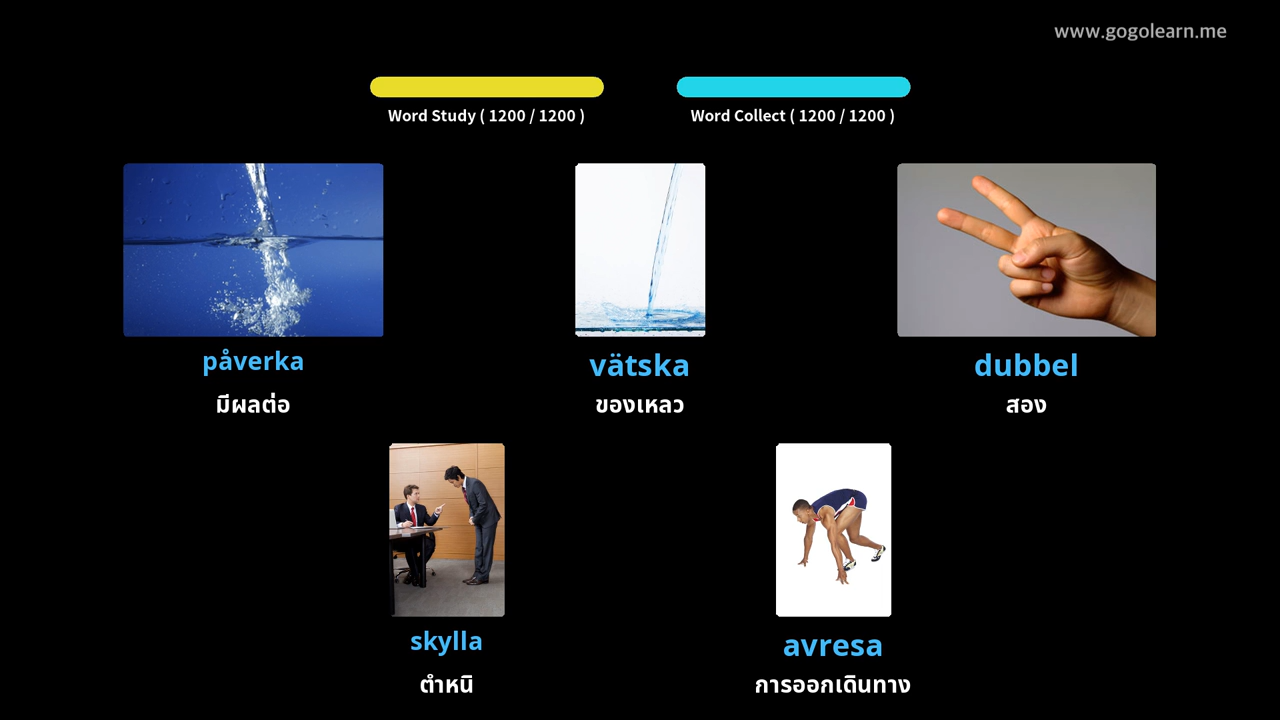 www.gogolearn.me
Word Study ( 1200 / 1200 )
Word Collect ( 1200 / 1200 )
påverka
มีผลต่อ
vätska
ของเหลว
dubbel
สอง
skylla
ตำหนิ
avresa
การออกเดินทาง